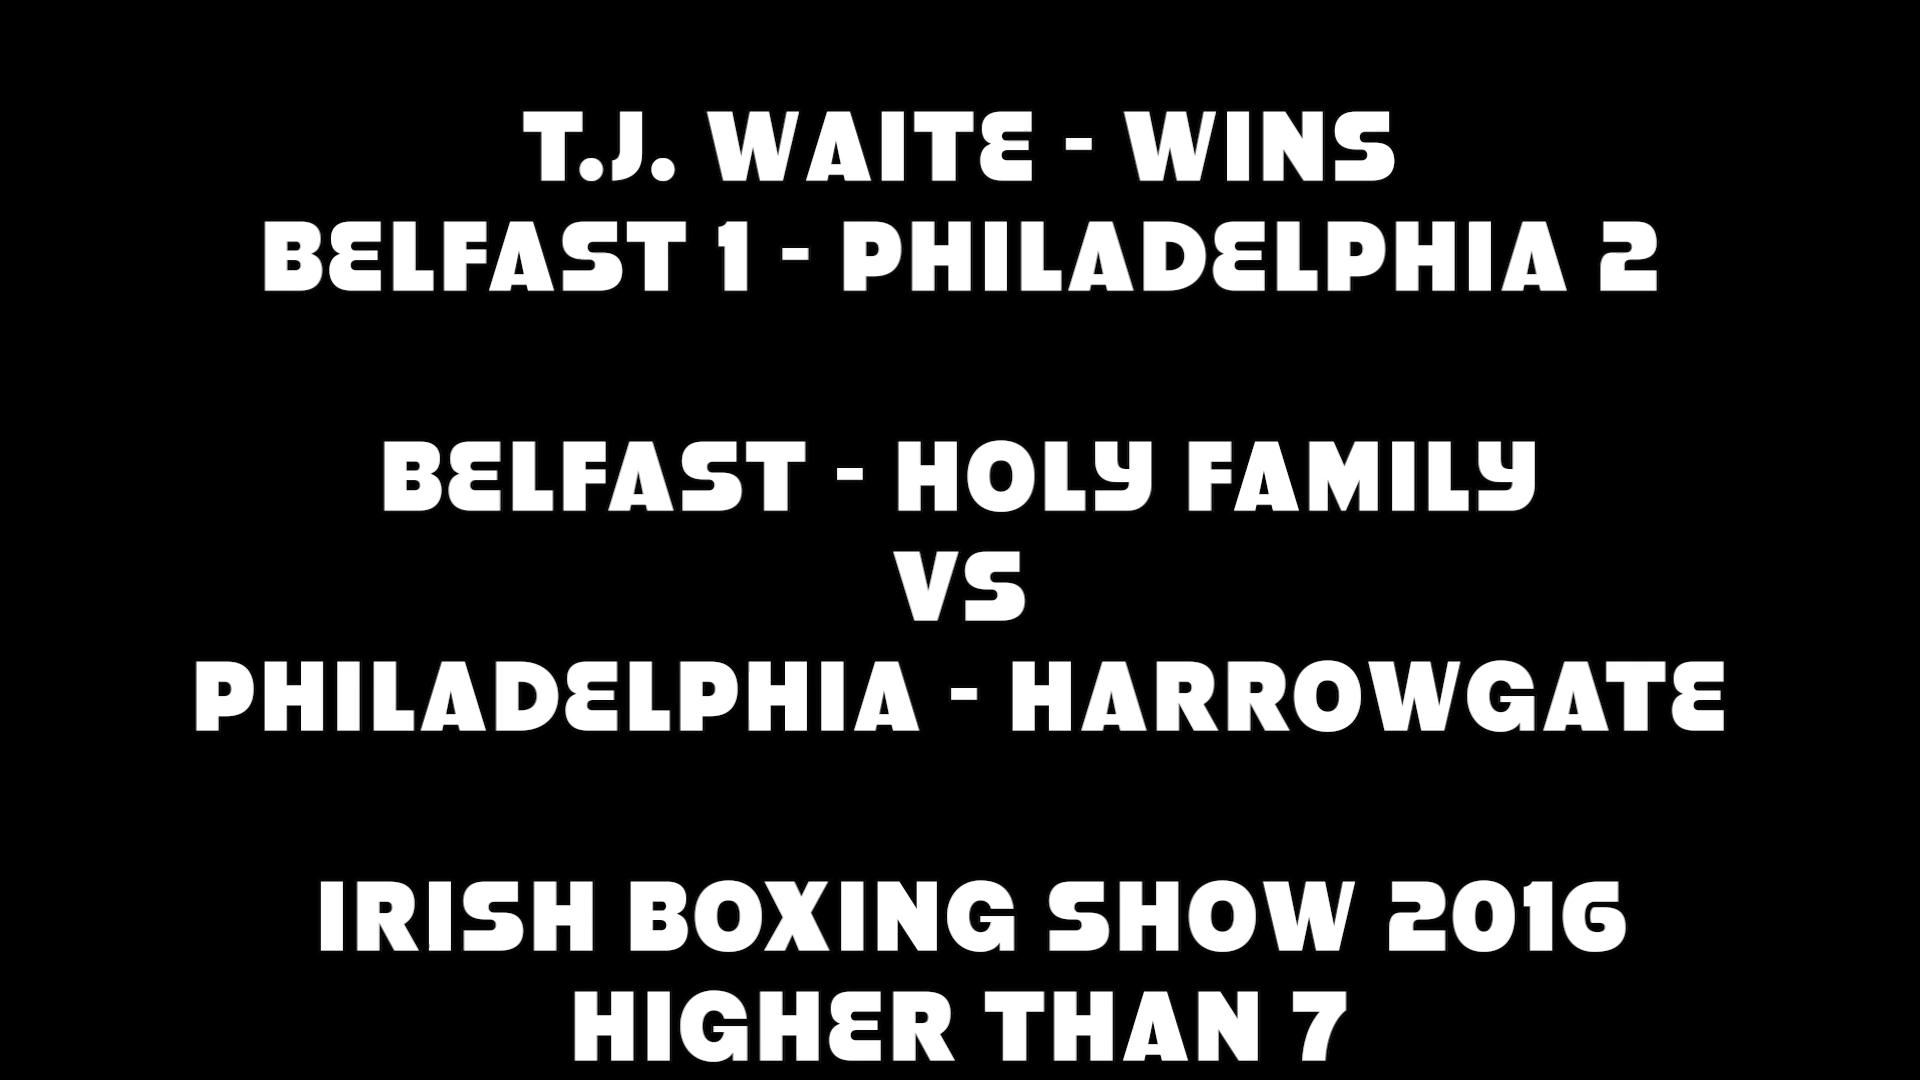 T.J. WAITE - WINS
BELFAST 1 - PHILADELPHIA 2
BELFAST - HOLY FAMILY
VS
PHILADELPHIA - HARROWGATE
IRISH BOXING SHOW 2016
HIGHER THAN 7